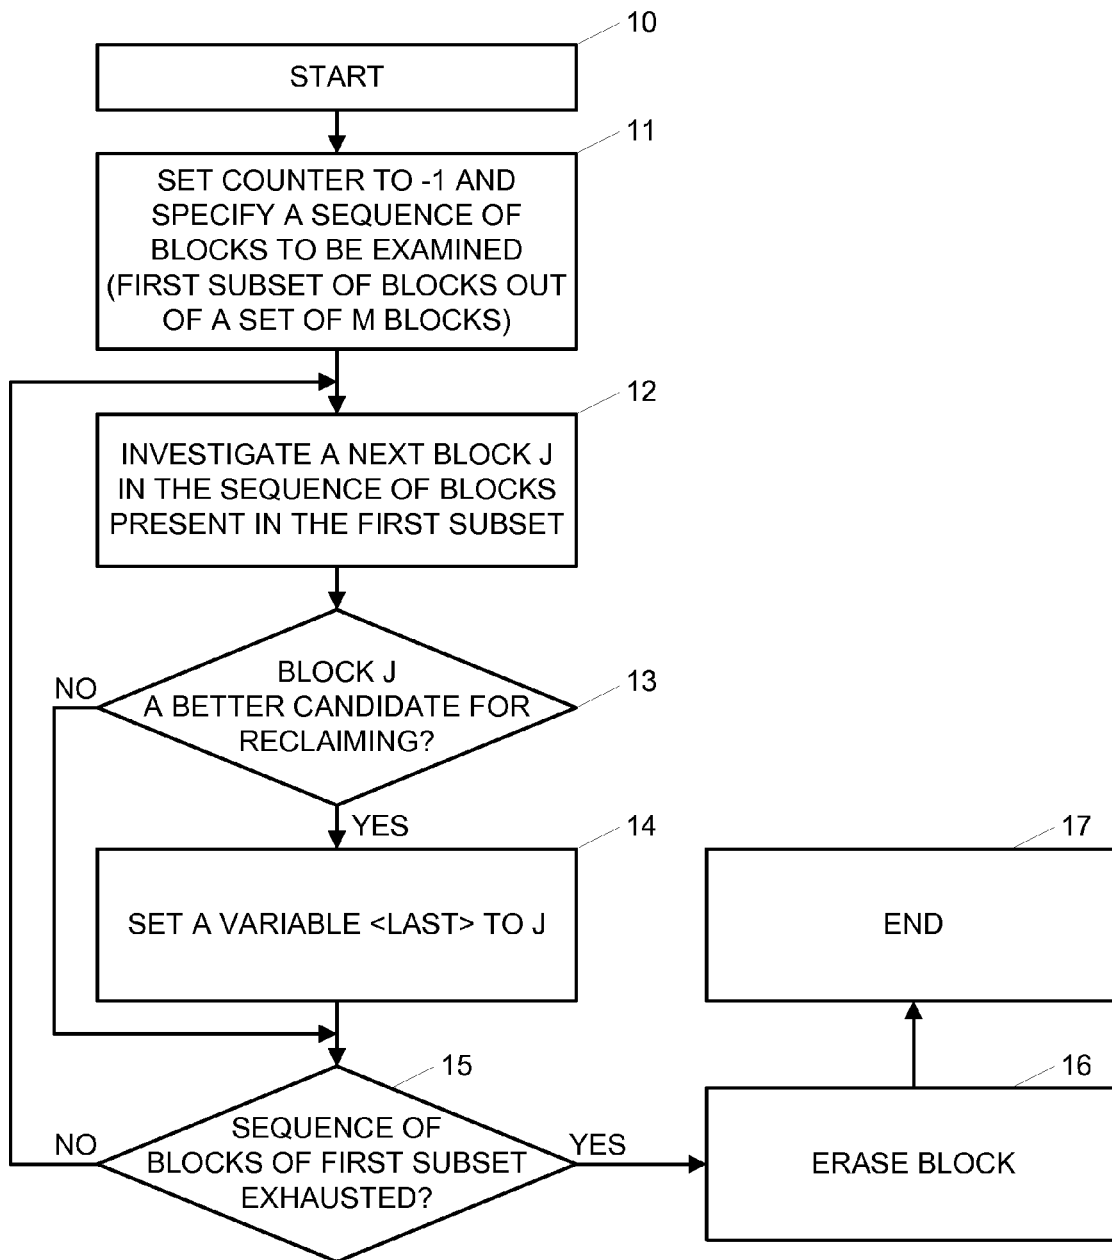 10
START
11
SET COUNTER TO -1 AND
SPECIFY A SEQUENCE OF
BLOCKS TO BE EXAMINED
(FIRST SUBSET OF BLOCKS OUT
OF A SET OF M BLOCKS)
12
INVESTIGATE A NEXT BLOCK J
IN THE SEQUENCE OF BLOCKS
PRESENT IN THE FIRST SUBSET
BLOCK J
A BETTER CANDIDATE FOR
RECLAIMING?
13
NO
YES
14
SET A VARIABLE <LAST> TO J
17
END
15
SEQUENCE OF
BLOCKS OF FIRST SUBSET
EXHAUSTED?
NO
YES
16
ERASE BLOCK